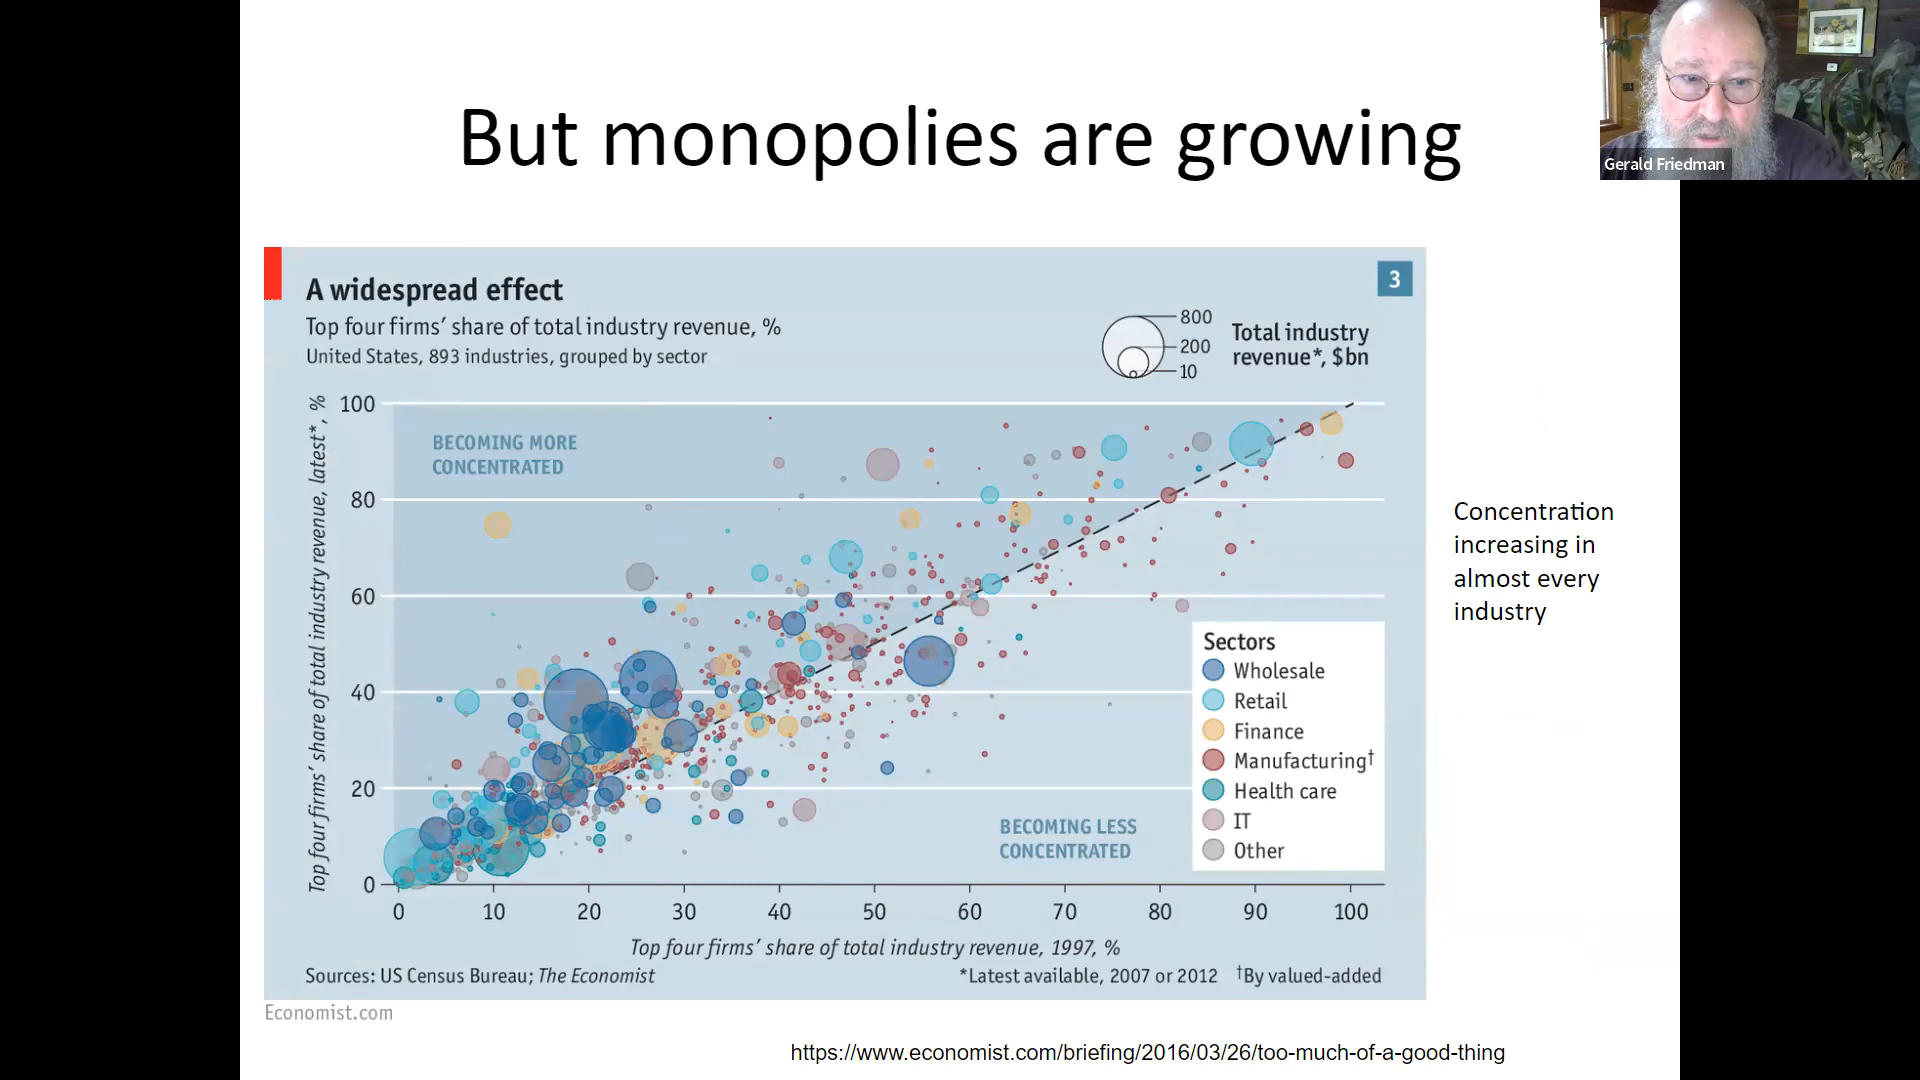 But monopolies are growing
Gerald Friedman
A widespread effect
3
Top four firms' share of total industry revenue, %
United States, 893 industries, grouped by sector
800
200
10
Total industry
revenue*, $bn
Top four firms' share of total industry revenue, latest*, %
100
80
60
40
20
0
BECOMING MORE
CONCENTRATED
BECOMING LESS
CONCENTRATED
Sectors
Wholesale
Retail
Finance
Manufacturing†
Health care
IT
Other
0 10 20 30 40 50 60 70 80 90 100
Top four firms' share of total industry revenue, 1997, %
Sources: US Census Bureau; The Economist
*Latest available, 2007 or 2012 †By valued-added
Economist.com
Concentration
increasing in
almost every
industry
https://www.economist.com/briefing/2016/03/26/too-much-of-a-good-thing